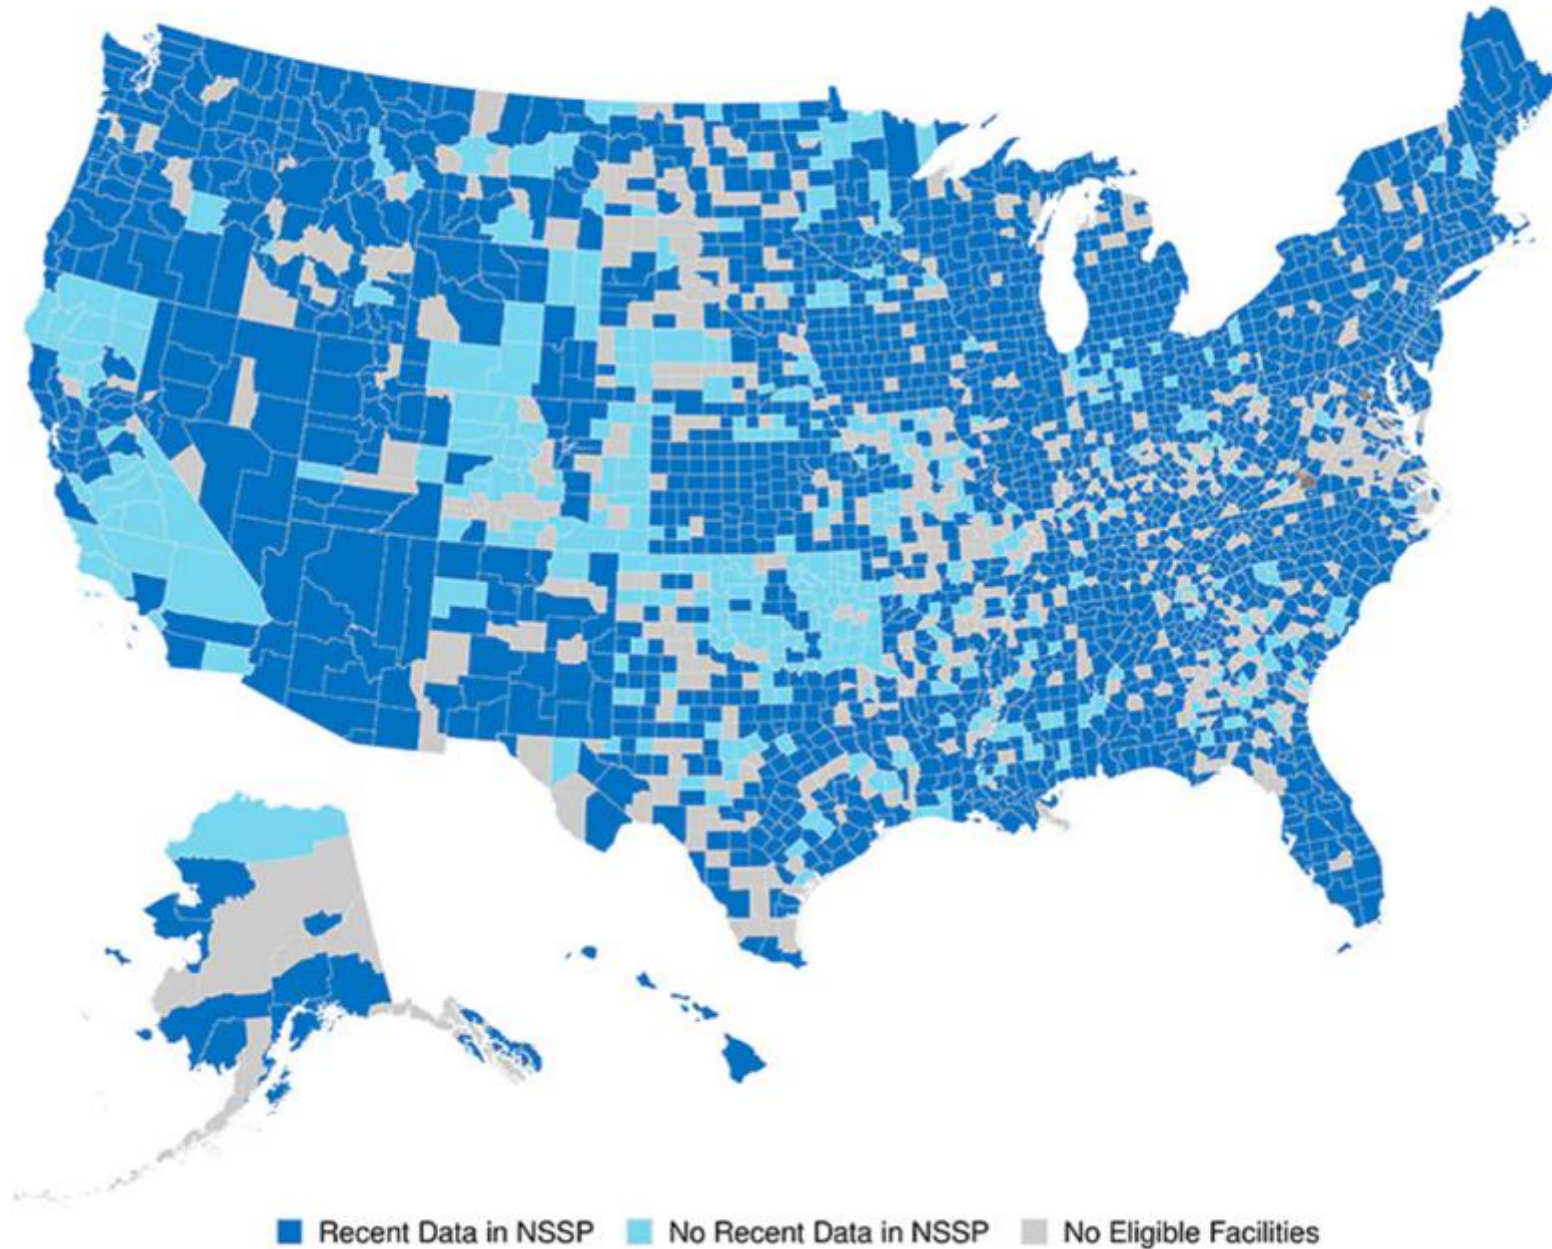 Recent Data in NSSP No Recent Data in NSSP No Eligible Facilities